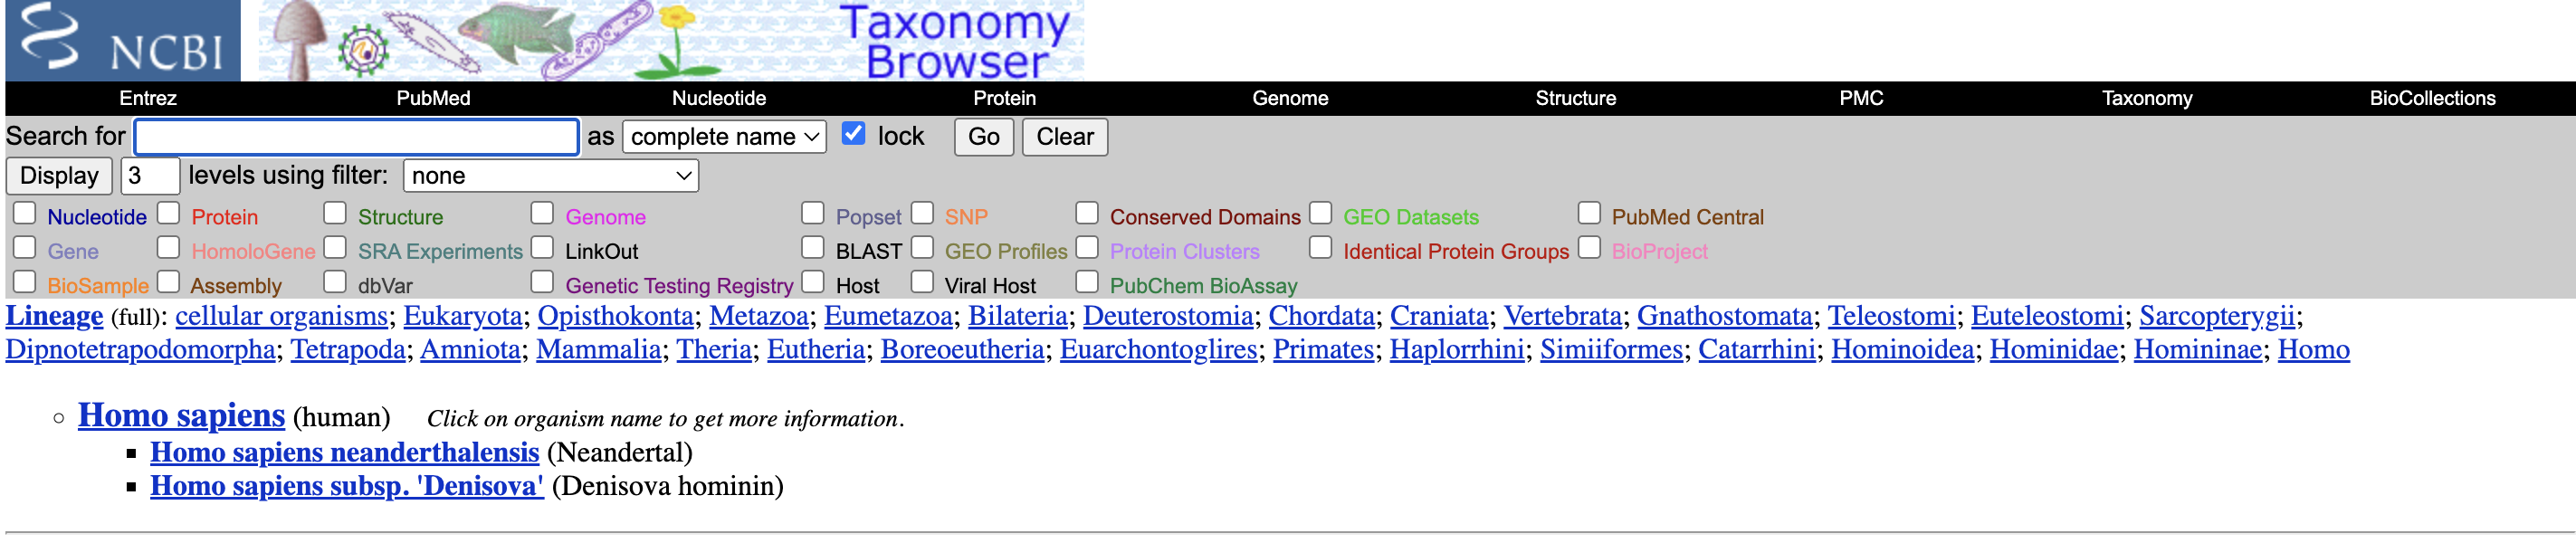 NCBI
Taxonomy
Browser
Entrez PubMed Nucleotide Protein Genome Structure PMC Taxonomy BioCollections
Search for as complete name lock Go Clear
Display 3 levels using filter: none
Nucleotide Protein Structure Genome Popset SNP Conserved Domains GEO Datasets PubMed Central
Gene HomoloGene SRA Experiments LinkOut BLAST GEO Profiles Protein Clusters Identical Protein Groups BioProject
BioSample Assembly dbVar Genetic Testing Registry Host Viral Host PubChem BioAssay
Lineage (full): cellular organisms; Eukaryota; Opisthokonta; Metazoa; Eumetazoa; Bilateria; Deuterostomia; Chordata; Craniata; Vertebrata; Gnathostomata; Teleostomi; Euteleostomi; Sarcopterygii;
Dipnotetrapodomorpha; Tetrapoda; Amniota; Mammalia; Theria; Eutheria; Boreoeutheria; Euarchontoglires; Primates; Haplorrhini; Simiiformes; Catarrhini; Hominoidea; Hominidae; Homininae; Homo
Homo sapiens (human) Click on organism name to get more information.
Homo sapiens neanderthalensis (Neandertal)
Homo sapiens subsp. 'Denisova' (Denisova hominin)